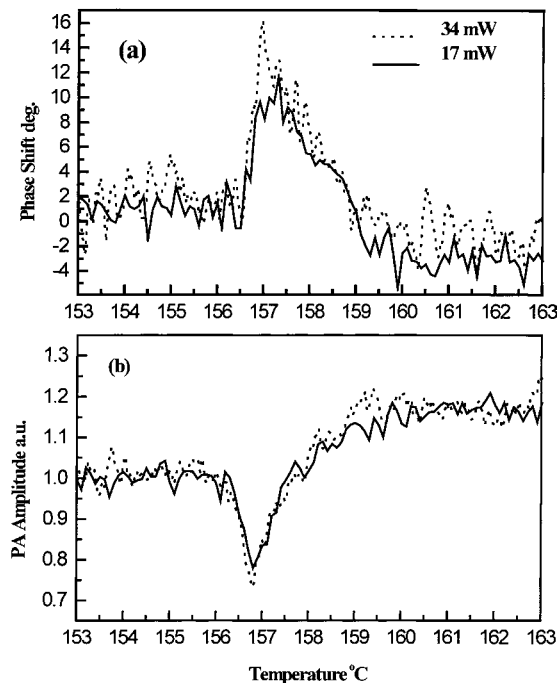 (a)
34 mW
17 mW
Phase Shift deg.
16
14
12
10
8
6
4
2
0
-2
-4
153 154 155 156 157 158 159 160 161 162 163
(b)
PA Amplitude a.u.
1.3
1.2
1.1
1.0
0.9
0.8
0.7
153 154 155 156 157 158 159 160 161 162 163
Temperature °C